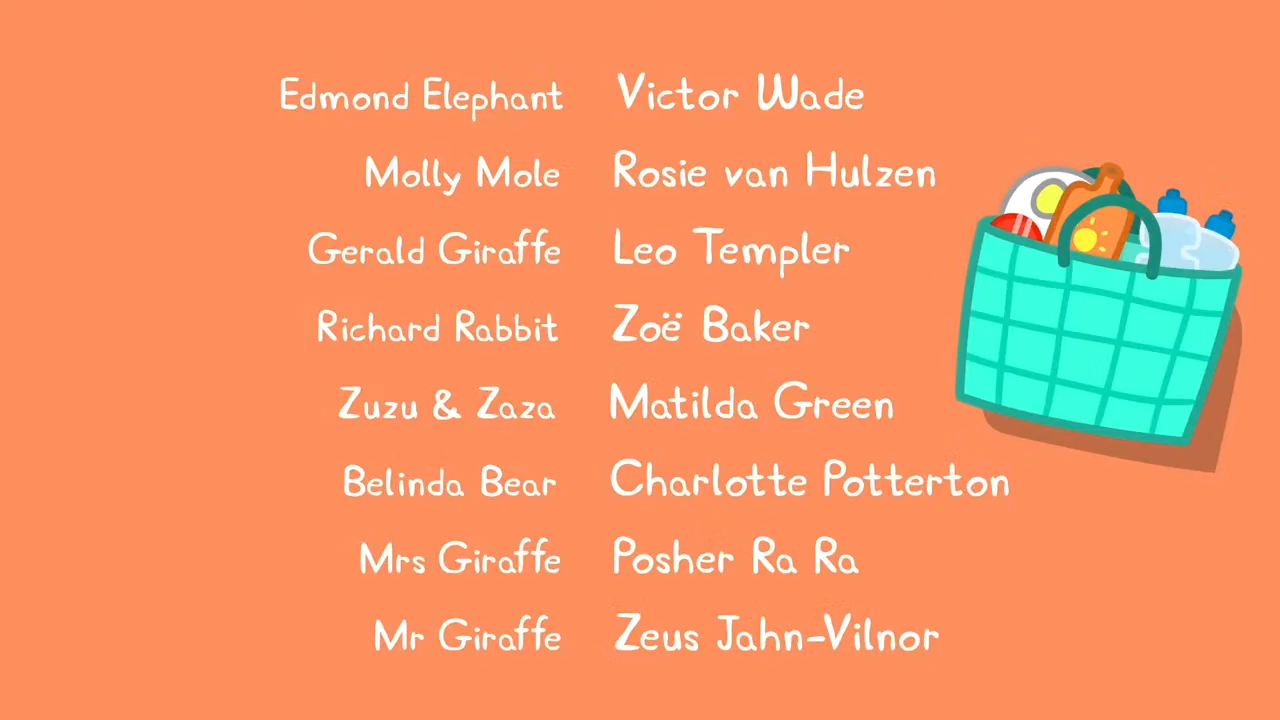 Edmond Elephant Victor Wade
Molly Mole Rosie van Hulzen
Gerald Giraffe Leo Templer
Richard Rabbit Zoë Baker
Zuzu & Zaza Matilda Green
Belinda Bear Charlotte Potterton
Mrs Giraffe Posher Ra Ra
Mr Giraffe Zeus Jahn-Vilnor